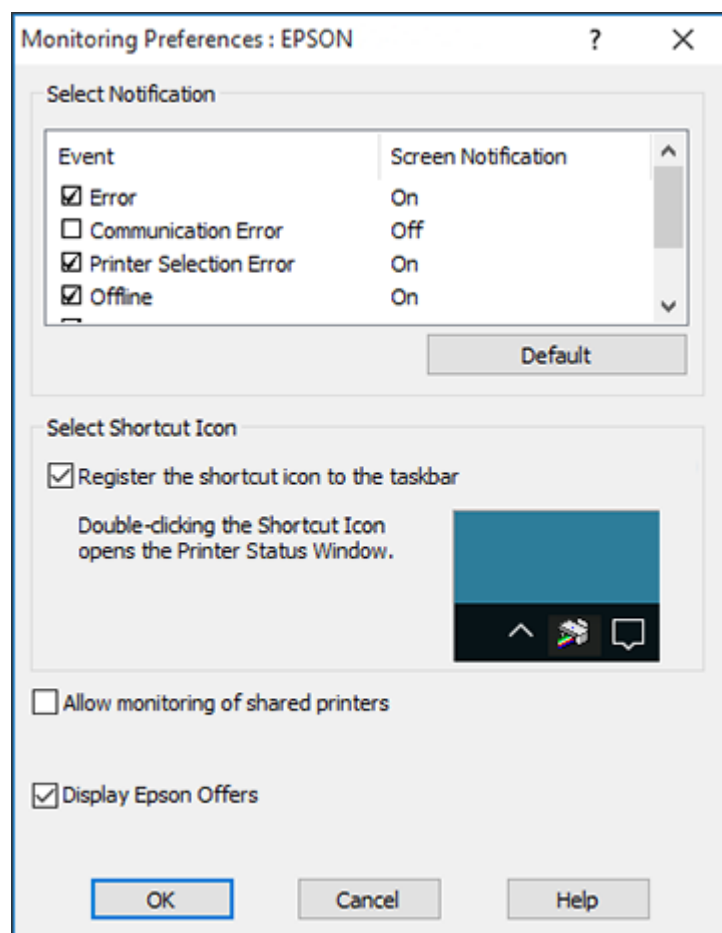 Monitoring Preferences : EPSON ?
Select Notification
Event Screen Notification
Error On
Communication Error Off
Printer Selection Error On
Offline On
Default
Select Shortcut Icon
Register the shortcut icon to the taskbar
Double-clicking the Shortcut Icon
opens the Printer Status Window.
Allow monitoring of shared printers
Display Epson Offers
OK Cancel Help